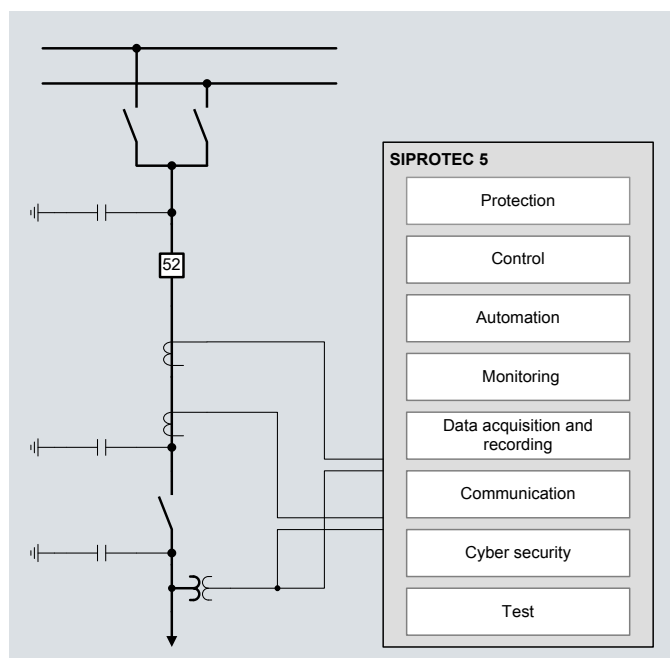 SIPROTEC 5
Protection
Control
52
Automation
Monitoring
Data acquisition and
recording
Communication
Cyber security
Test